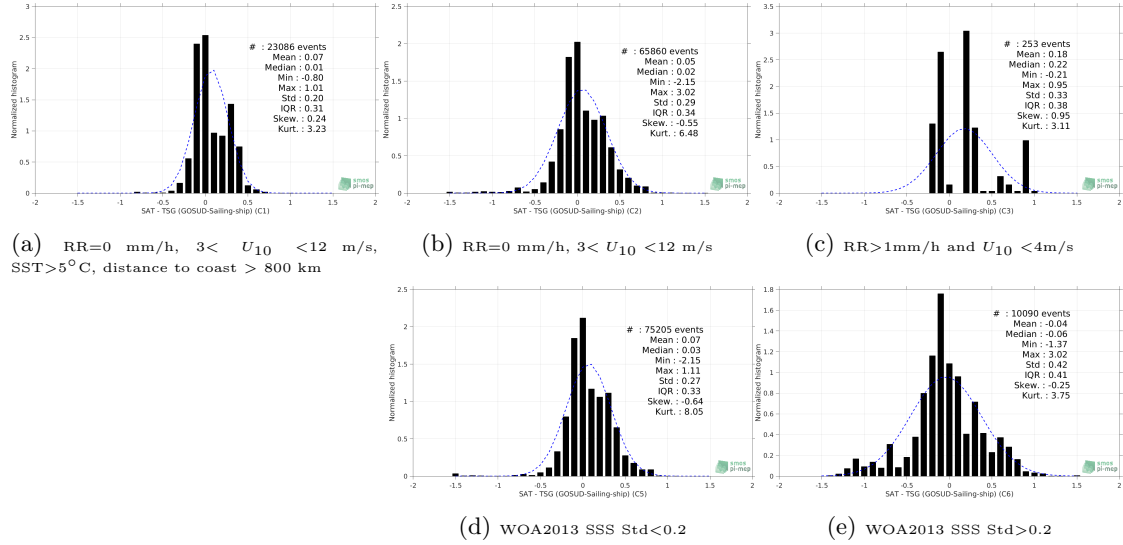 3
2.5
2
1.5
1
0.5
0
-2
-1.5
-1
-0.5
0
0.5
1
1.5
2
Normalized histogram
SAT - TSG (GOSUD-Sailing-ship) (C1)
# : 23086 events
Mean : 0.07
Median : 0.01
Min : -0.80
Max : 1.01
Std : 0.20
IQR : 0.31
Skew. : 0.24
Kurt. : 3.23
smos
pi-mep
(a) RR=0 mm/h, 3< U10 <12 m/s,
SST>5°C, distance to coast > 800 km
2.5
2
1.5
1
0.5
0
-2
-1.5
-1
-0.5
0
0.5
1
1.5
2
Normalized histogram
SAT - TSG (GOSUD-Sailing-ship) (C2)
# : 65860 events
Mean : 0.05
Median : 0.02
Min : -2.15
Max : 3.02
Std : 0.29
IQR : 0.34
Skew. : -0.55
Kurt. : 6.48
smos
pi-mep
(b) RR=0 mm/h, 3< U10 <12 m/s
3.5
3
2.5
2
1.5
1
0.5
0
-2
-1.5
-1
-0.5
0
0.5
1
1.5
2
Normalized histogram
SAT - TSG (GOSUD-Sailing-ship) (C3)
# : 253 events
Mean : 0.18
Median : 0.22
Min : -0.21
Max : 0.95
Std : 0.33
IQR : 0.38
Skew. : 0.95
Kurt. : 3.11
smos
pi-mep
(c) RR>1mm/h and U10 <4m/s
2.5
2
1.5
1
0.5
0
-2
-1.5
-1
-0.5
0
0.5
1
1.5
2
Normalized histogram
SAT - TSG (GOSUD-Sailing-ship) (C5)
# : 75205 events
Mean : 0.07
Median : 0.03
Min : -2.15
Max : 1.11
Std : 0.27
IQR : 0.33
Skew. : -0.64
Kurt. : 8.05
smos
pi-mep
(d) WOA2013 SSS Std<0.2
1.8
1.6
1.4
1.2
1
0.8
0.6
0.4
0.2
0
-2
-1.5
-1
-0.5
0
0.5
1
1.5
2
Normalized histogram
SAT - TSG (GOSUD-Sailing-ship) (C6)
# : 10090 events
Mean : -0.04
Median : -0.06
Min : -1.37
Max : 3.02
Std : 0.42
IQR : 0.41
Skew. : -0.25
Kurt. : 3.75
smos
pi-mep
(e) WOA2013 SSS Std>0.2